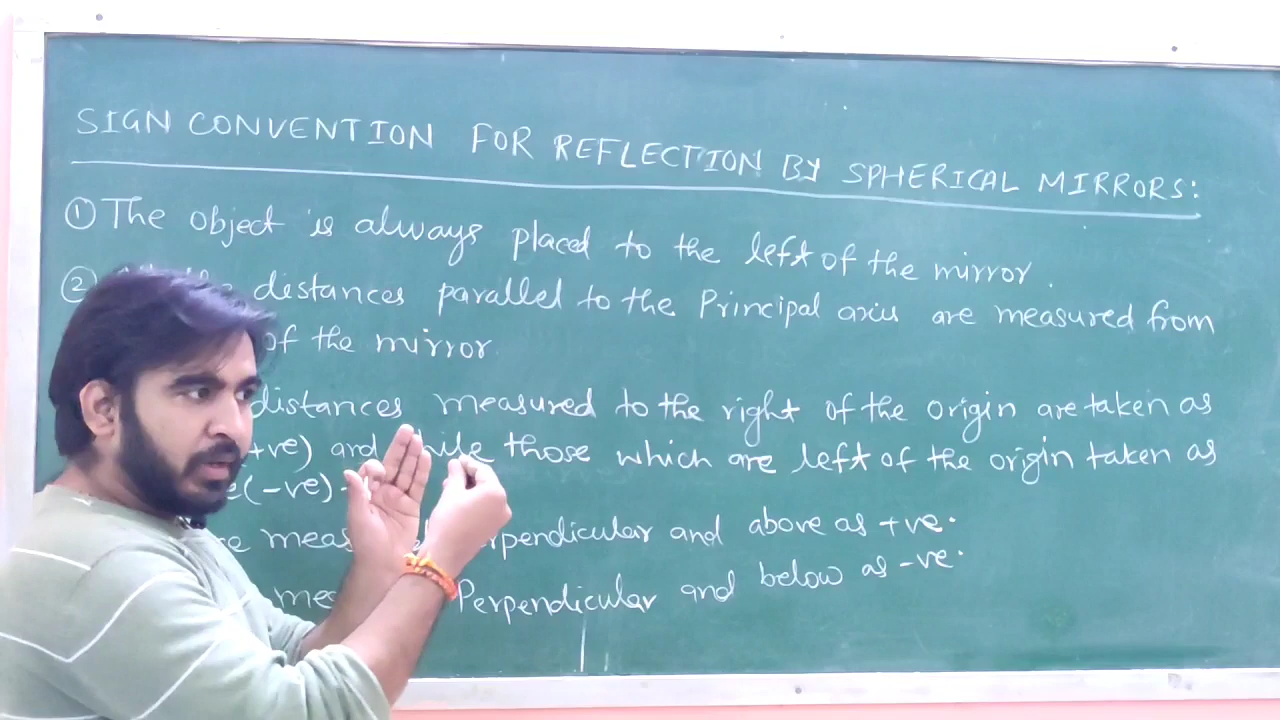 SIGN CONVENTION FOR REFLECTION BY SPHERICAL MIRRORS:
① The object is always placed to the left of the mirror.
② distances parallel to the Principal axis are measured from
of the mirror
distances measured to the right of the origin are taken as
+ve) and while those which are left of the origin taken as
(-ve)
Perpendicular and above as +ve.
Perpendicular and below as -ve.